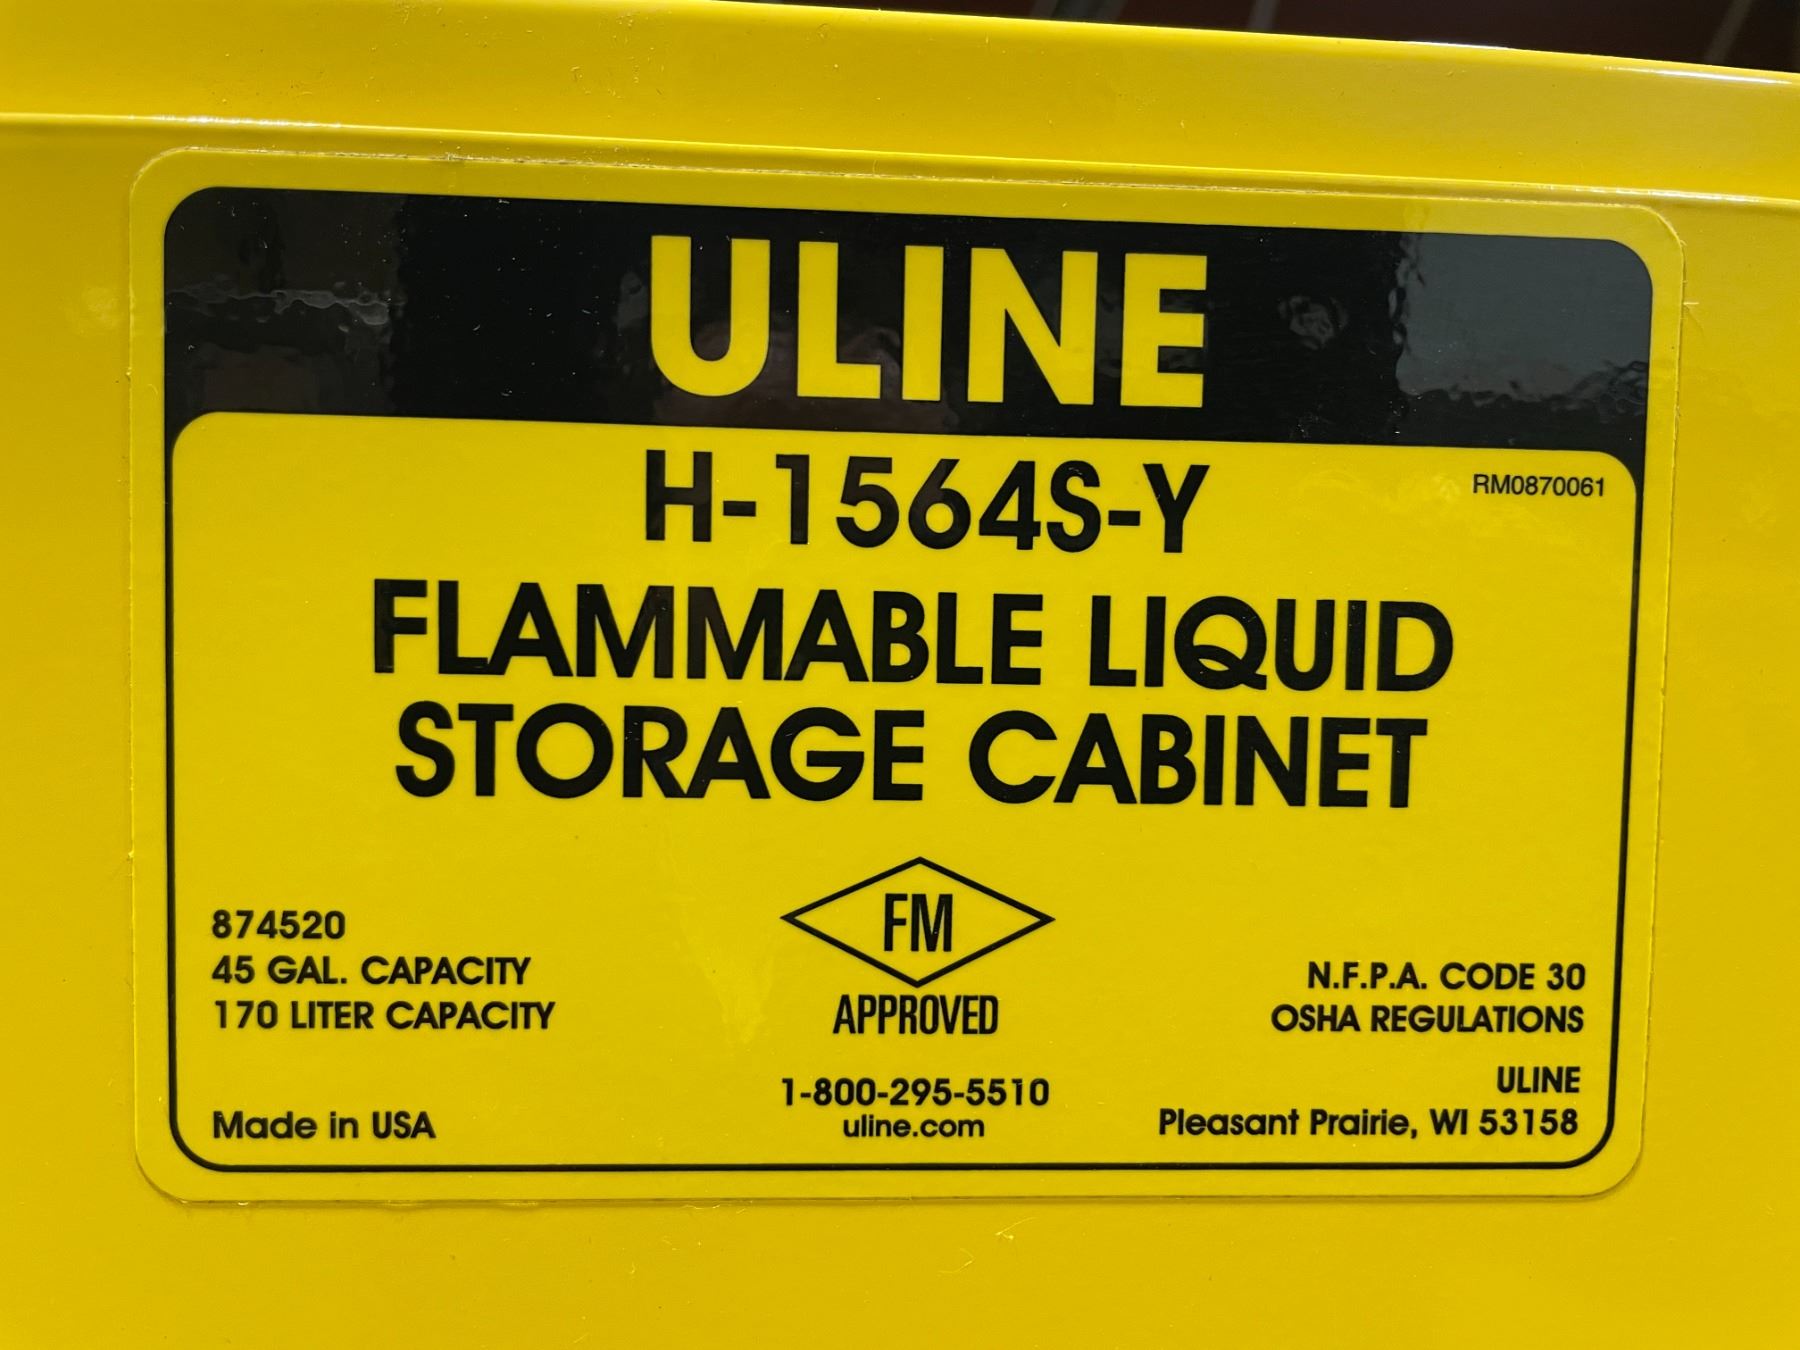 ULINE
H-1564S-Y
RM0870061
FLAMMABLE LIQUID
STORAGE CABINET
874520
45 GAL. CAPACITY
170 LITER CAPACITY
Made in USA
FM
APPROVED
1-800-295-5510
uline.com
N.F.P.A. CODE 30
OSHA REGULATIONS
ULINE
Pleasant Prairie, WI 53158